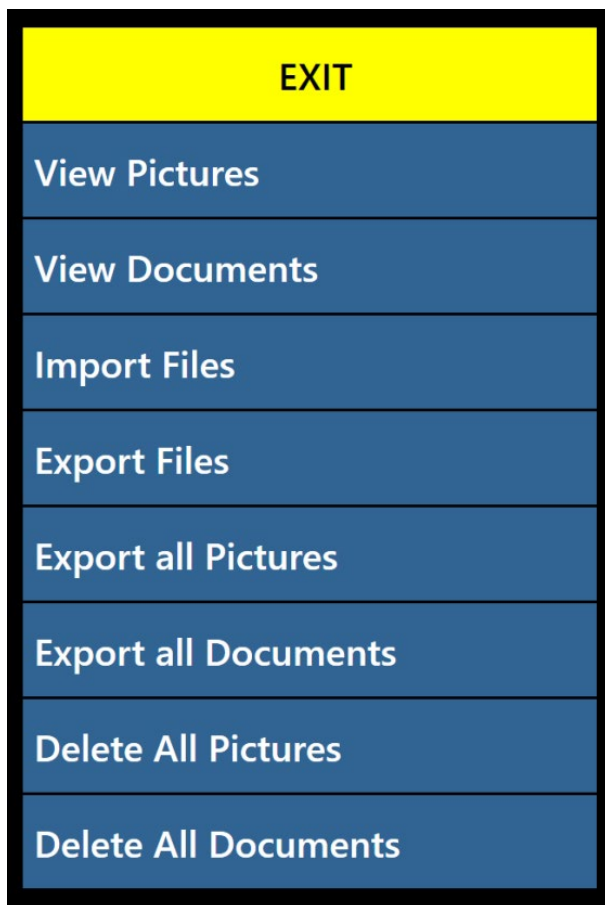 EXIT
View Pictures
View Documents
Import Files
Export Files
Export all Pictures
Export all Documents
Delete All Pictures
Delete All Documents